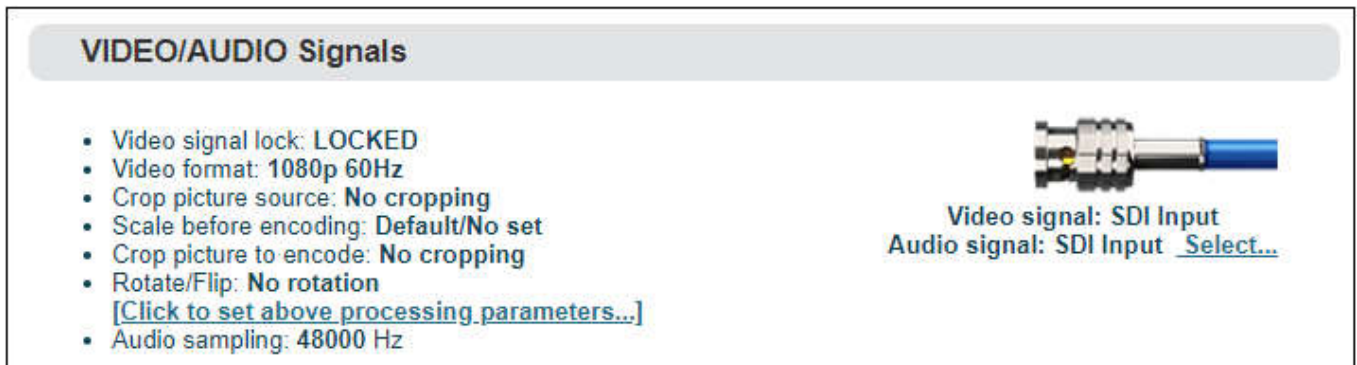 VIDEO/AUDIO Signals
• Video signal lock: LOCKED
• Video format: 1080p 60Hz
• Crop picture source: No cropping
• Scale before encoding: Default/No set
• Crop picture to encode: No cropping
• Rotate/Flip: No rotation
[Click to set above processing parameters...]
• Audio sampling: 48000 Hz
Video signal: SDI Input
Audio signal: SDI Input Select...